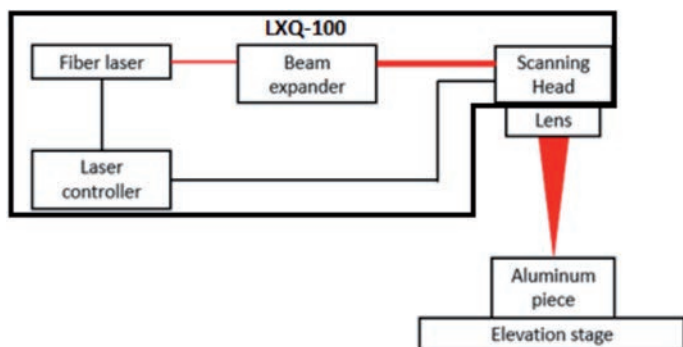 LXQ-100
Fiber laser
Beam
expander
Scanning
Head
Lens
Laser
controller
Aluminum
piece
Elevation stage